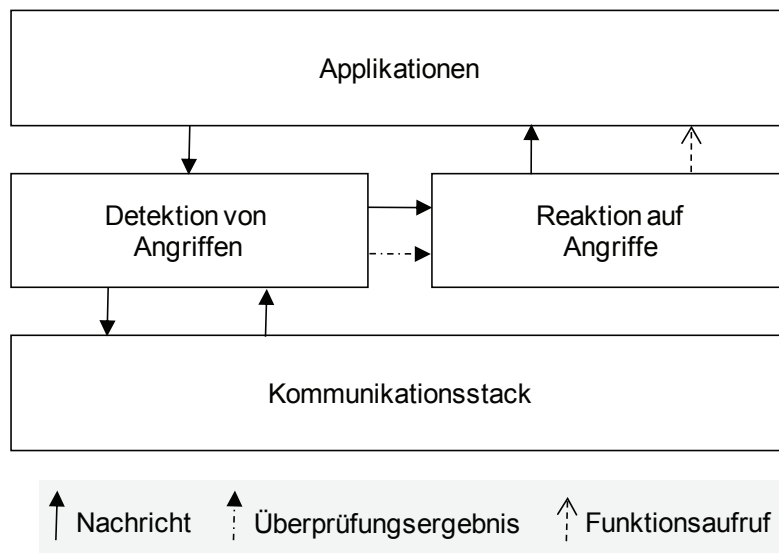 Applikationen
Detektion von
Angriffen
Reaktion auf
Angriffe
Kommunikationsstack
Nachricht
Überprüfungsergebnis
Funktionsaufruf